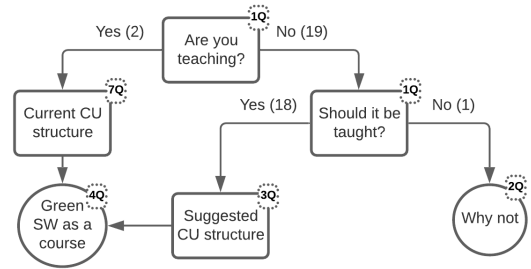 1Q
Are you
teaching?
Yes (2)
No (19)
7Q
Current CU
structure
1Q
Should it be
taught?
Yes (18)
No (1)
4Q
Green
SW as a
course
3Q
Suggested
CU structure
2Q
Why not